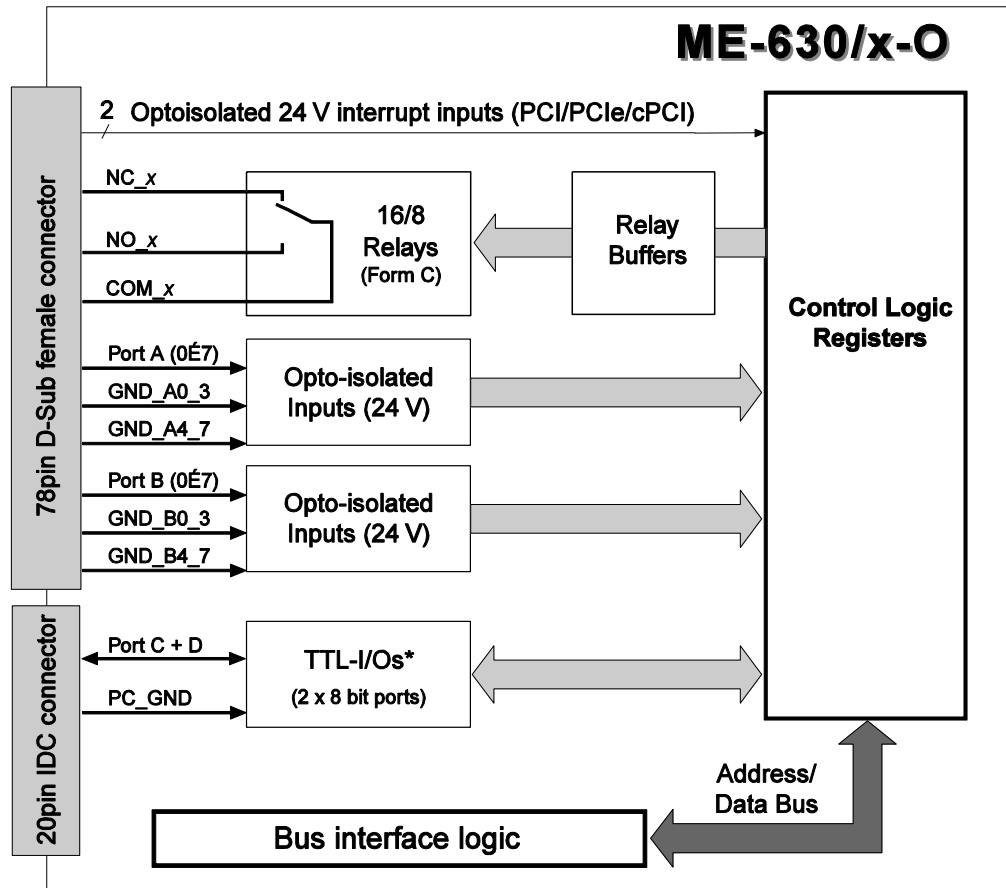 ME-630/x-O
2 Optoisolated 24 V interrupt inputs (PCI/PCIe/cPCI)
78pin D-Sub female connector
NC_x
NO_x
COM_x
16/8
Relays
(Form C)
Relay
Buffers
Control Logic
Registers
Port A (0É7)
GND_A0_3
GND_A4_7
Opto-isolated
Inputs (24 V)
Port B (0É7)
GND_B0_3
GND_B4_7
Opto-isolated
Inputs (24 V)
20pin IDC connector
Port C + D
PC_GND
TTL-I/Os*
(2 x 8 bit ports)
Address/
Data Bus
Bus interface logic